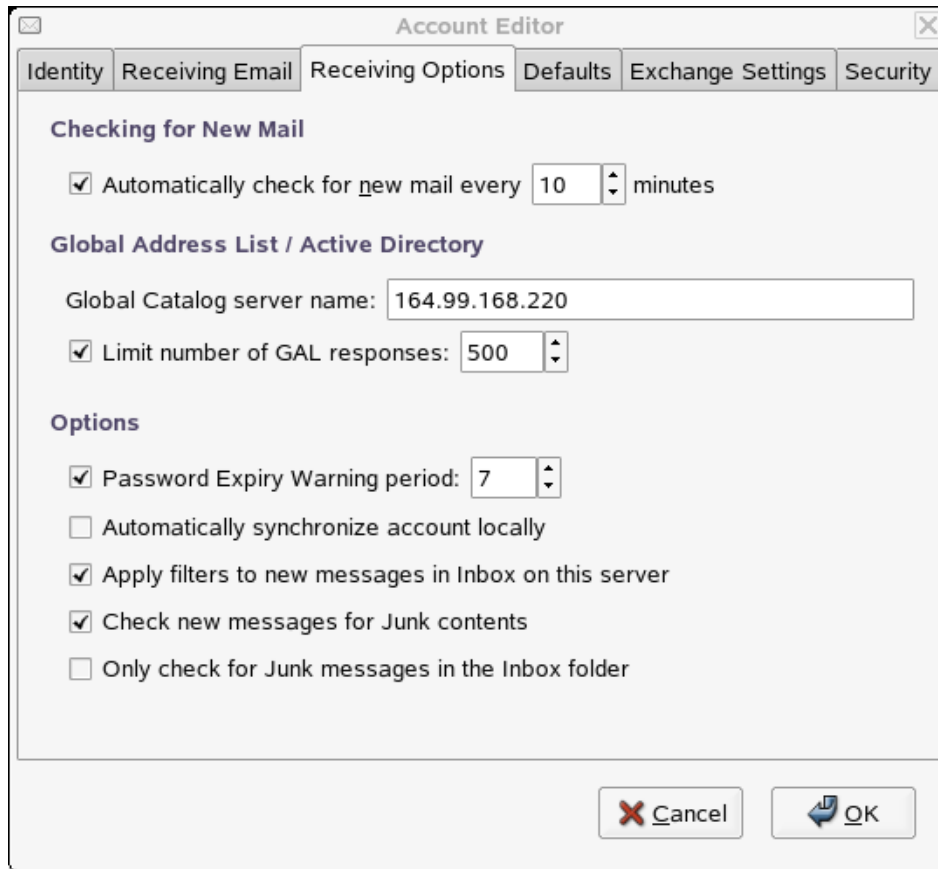 Account Editor
Identity Receiving Email Receiving Options Defaults Exchange Settings Security
Checking for New Mail
Automatically check for new mail every 10 minutes
Global Address List / Active Directory
Global Catalog server name: 164.99.168.220
Limit number of GAL responses: 500
Options
Password Expiry Warning period: 7
Automatically synchronize account locally
Apply filters to new messages in Inbox on this server
Check new messages for Junk contents
Only check for Junk messages in the Inbox folder
Cancel OK